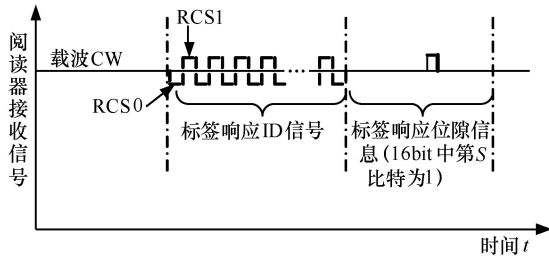 RCS1
阅读器接收信号
载波CW
RCS0
标签响应ID信号
标签响应位隙信
息(16bit中第S
比特为1)
时间t